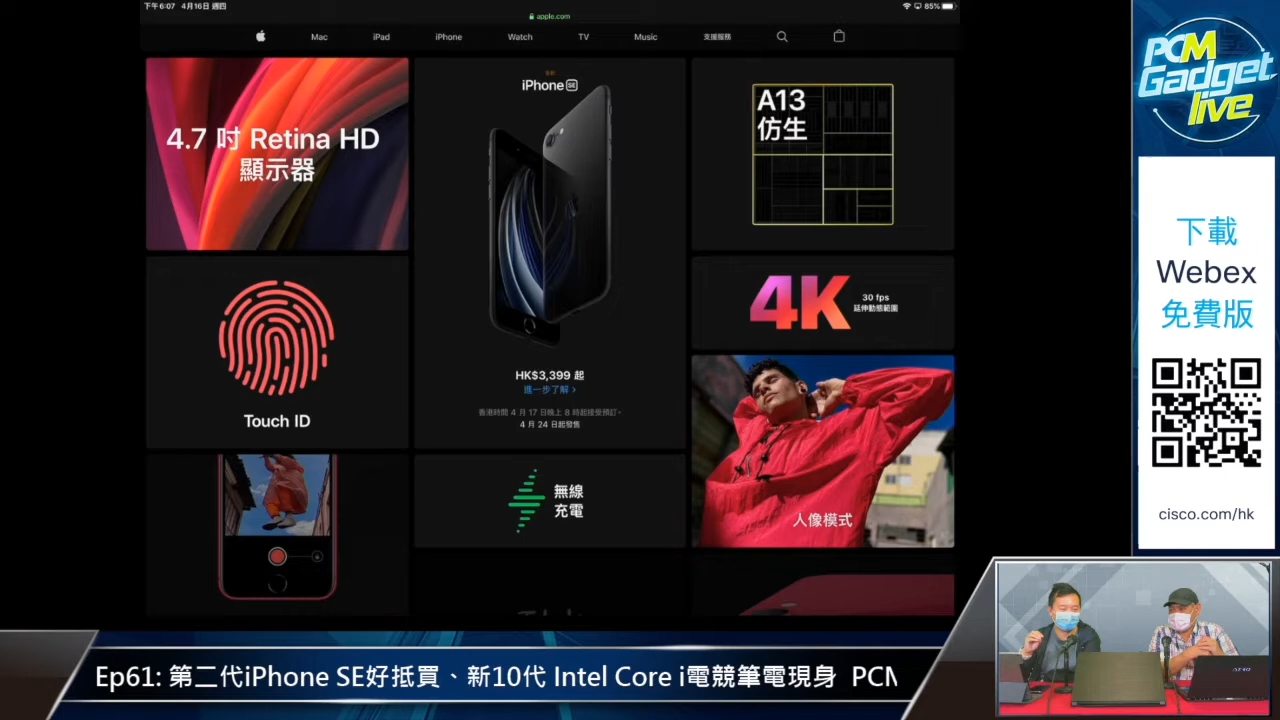 下午6:07 4月16日 週四
apple.com
85%
Mac iPad iPhone Watch TV Music 支援服務
4.7 吋 Retina HD
顯示器
iPhone SE
A13
仿生
4K
30 fps
延伸動態範圍
Touch ID
HK$3,399 起
進一步了解 >
香港時間 4 月 17 日晚上 8 時起接受預訂。
4 月 24 日起發售
無線
充電
人像模式
PCM
Gadget
live
下載
Webex
免費版
cisco.com/hk
Ep61: 第二代iPhone SE好抵買、新10代 Intel Core i電競筆電現身 PCM